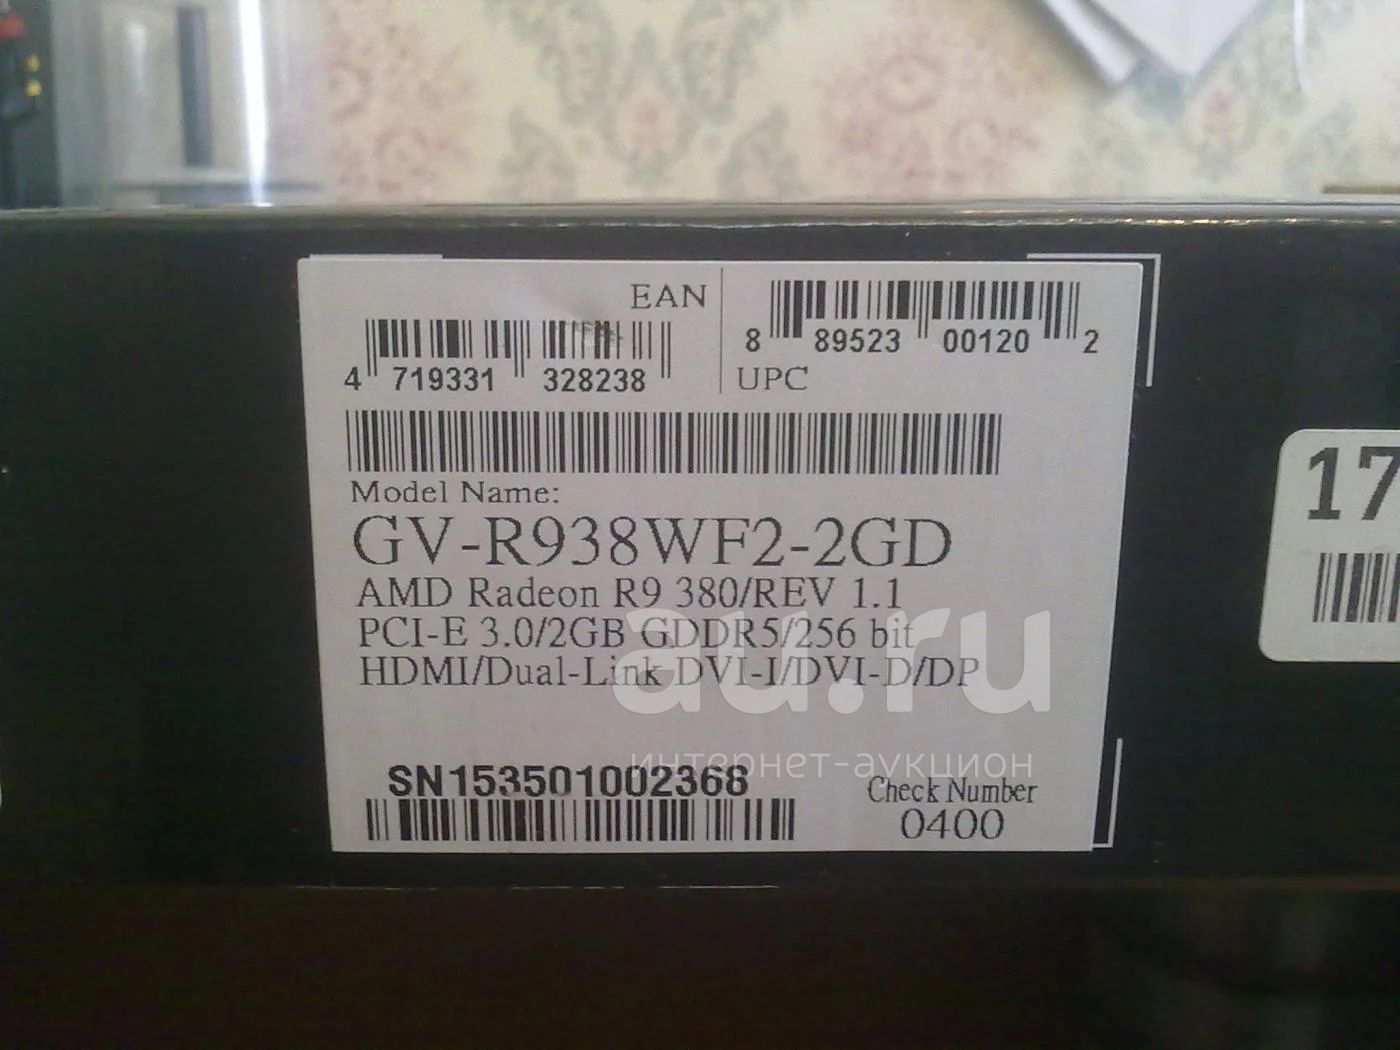 EAN
4 719331 328238
8 89523 00120 2
UPC
Model Name:
GV-R938WF2-2GD
AMD Radeon R9 380/REV 1.1
PCI-E 3.0/2GB GDDR5/256 bit
HDMI/Dual-Link DVI-I/DVI-D/DP
SN153501002368
Check Number
0400
17
au.ru
интернет-аукцион